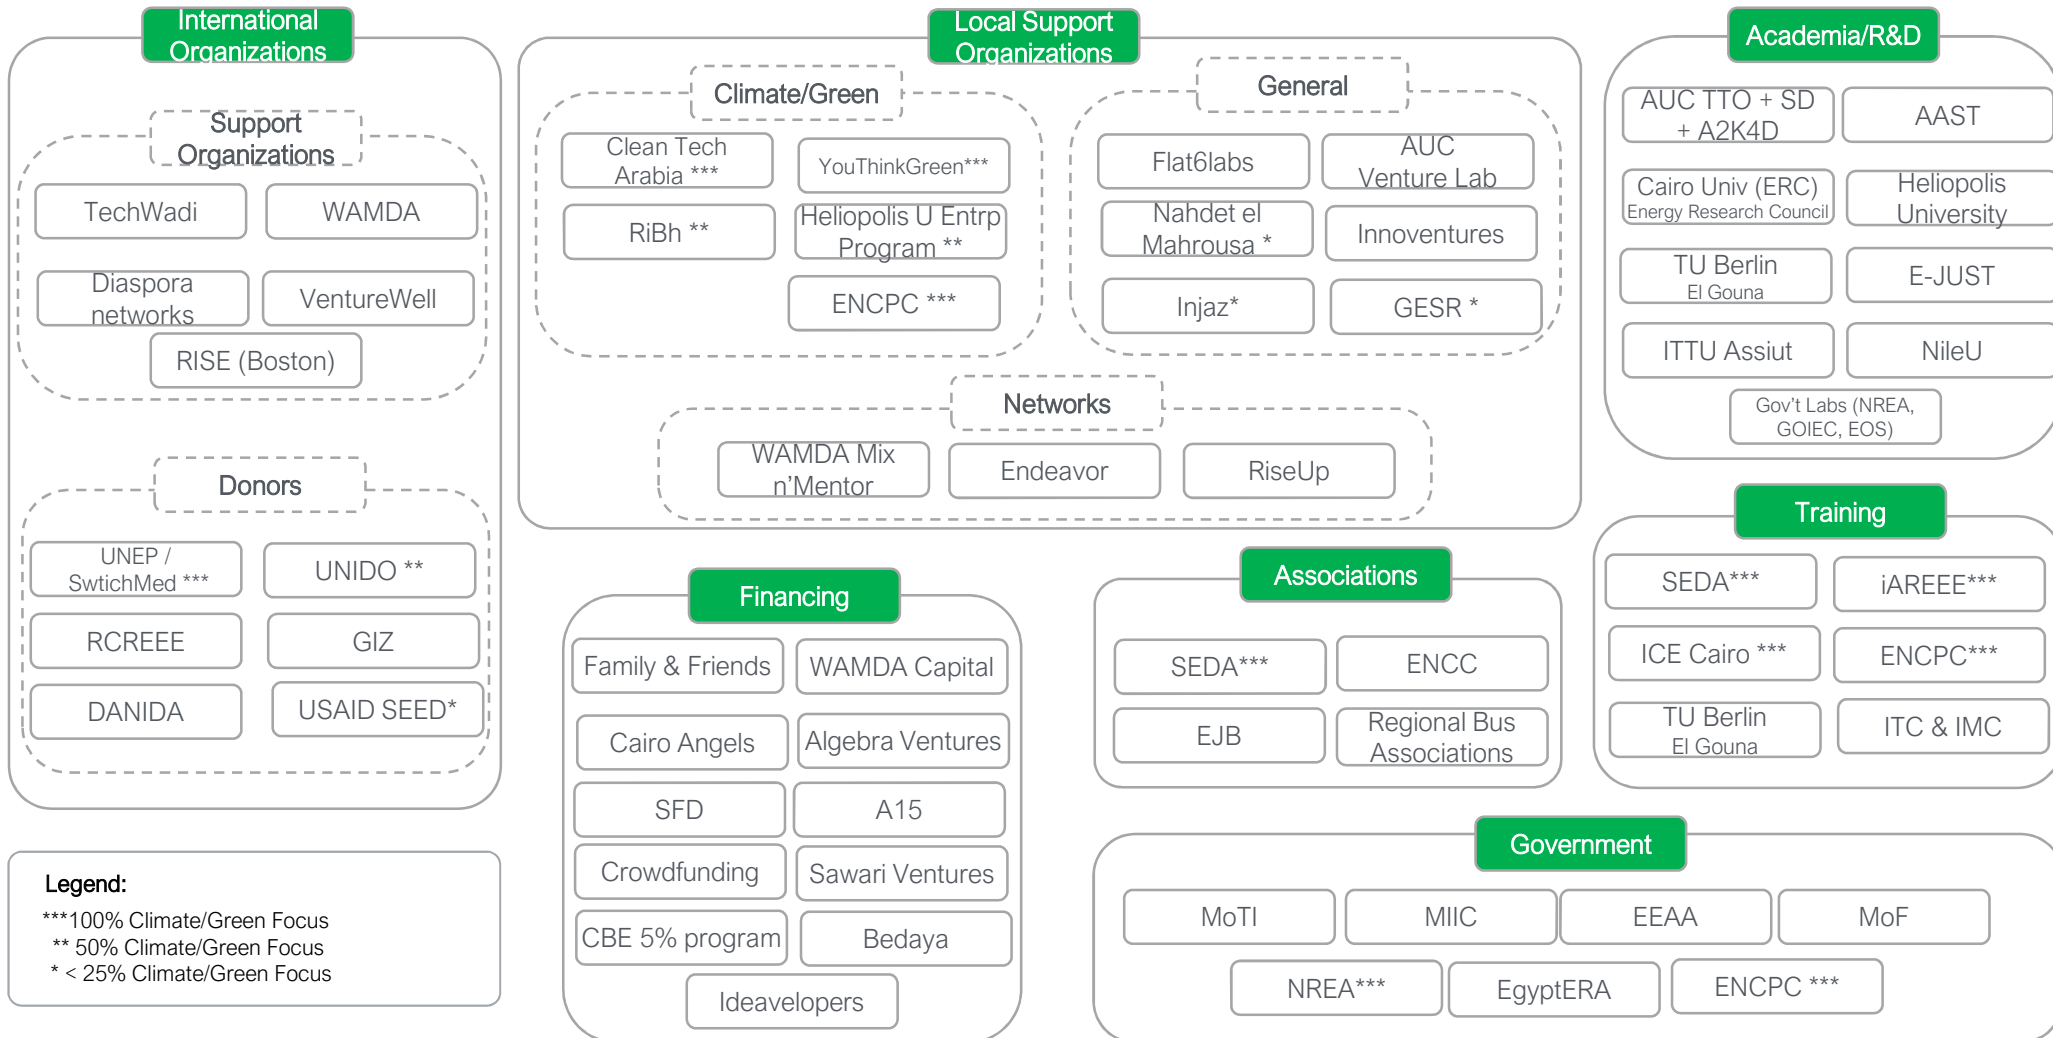 International
Organizations
Support
Organizations
TechWadi
WAMDA
Diaspora
networks
VentureWell
RISE (Boston)
Donors
UNEP /
SwtichMed ***
UNIDO **
RCREEE
GIZ
DANIDA
USAID SEED*
Legend:
***100% Climate/Green Focus
** 50% Climate/Green Focus
* < 25% Climate/Green Focus
Local Support
Organizations
Climate/Green
Clean Tech
Arabia ***
YouThinkGreen***
RiBh **
Heliopolis U Entrp
Program **
ENCPC ***
General
Flat6labs
AUC
Venture Lab
Nahdet el
Mahrousa *
Innoventures
Injaz*
GESR *
Networks
WAMDA Mix
n'Mentor
Endeavor
RiseUp
Financing
Family & Friends
WAMDA Capital
Cairo Angels
Algebra Ventures
SFD
A15
Crowdfunding
Sawari Ventures
CBE 5% program
Bedaya
Ideavelopers
Associations
SEDA***
ENCC
EJB
Regional Bus
Associations
Academia/R&D
AUC TTO + SD
+ A2K4D
AAST
Cairo Univ (ERC)
Energy Research Council
Heliopolis
University
TU Berlin
El Gouna
E-JUST
ITTU Assiut
NileU
Gov't Labs (NREA,
GOIEC, EOS)
Training
SEDA***
iAREEE***
ICE Cairo ***
ENCPC***
TU Berlin
El Gouna
ITC & IMC
Government
MoTI
MIIC
EEAA
MoF
NREA***
EgyptERA
ENCPC ***